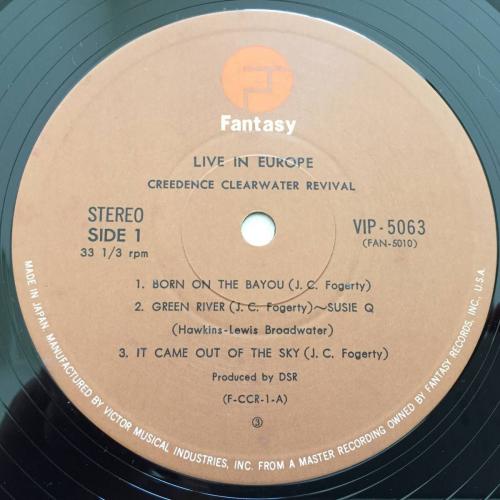 Fantasy
LIVE IN EUROPE
CREEDENCE CLEARWATER REVIVAL
STEREO
SIDE 1
33 1/3 rpm
VIP-5063
(FAN-5010)
1. BORN ON THE BAYOU (J. C. Fogerty)
2. GREEN RIVER (J. C. Fogerty)～SUSIE Q
(Hawkins-Lewis Broadwater)
3. IT CAME OUT OF THE SKY (J. C. Fogerty)
Produced by DSR
(F-CCR-1-A)
③
MADE IN JAPAN. MANUFACTURED BY VICTOR MUSICAL INDUSTRIES, INC. FROM A MASTER RECORDING OWNED BY FANTASY RECORDS, INC. U.S.A.